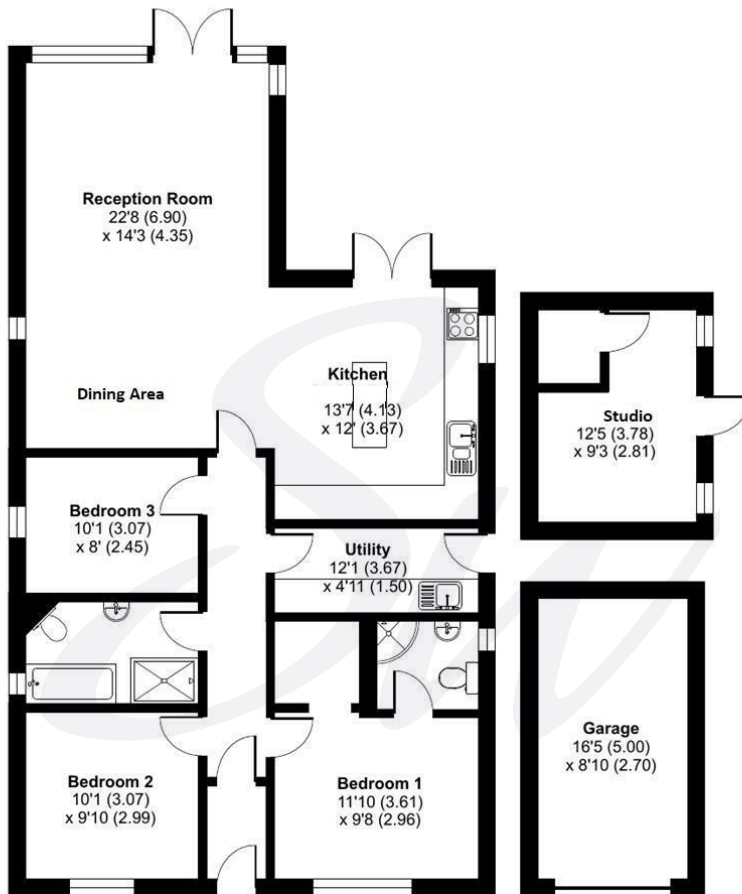 Reception Room
22'8 (6.90)
x 14'3 (4.35)
Dining Area
Kitchen
13'7 (4.13)
x 12' (3.67)
Studio
12'5 (3.78)
x 9'3 (2.81)
Bedroom 3
10'1 (3.07)
x 8' (2.45)
Utility
12'1 (3.67)
x 4'11 (1.50)
Bedroom 2
10'1 (3.07)
x 9'10 (2.99)
Bedroom 1
11'10 (3.61)
x 9'8 (2.96)
Garage
16'5 (5.00)
x 8'10 (2.70)
SW